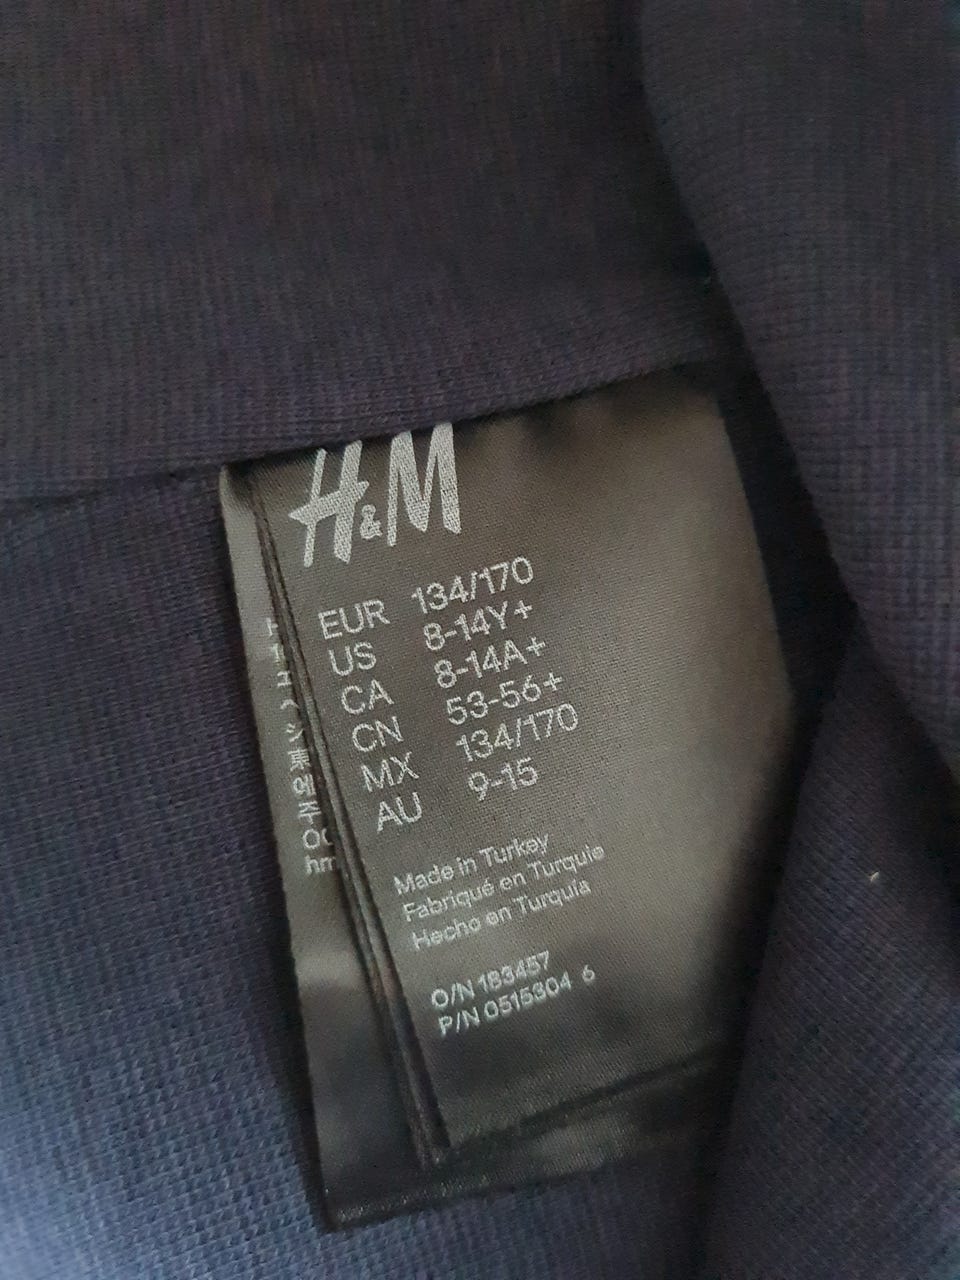 H&M
EUR 134/170
US 8-14Y+
CA 8-14A+
CN 53-56+
MX 134/170
AU 9-15
Made in Turkey
Fabriqué en Turquie
Hecho en Turquia
O/N 183457
P/N 0515304 6